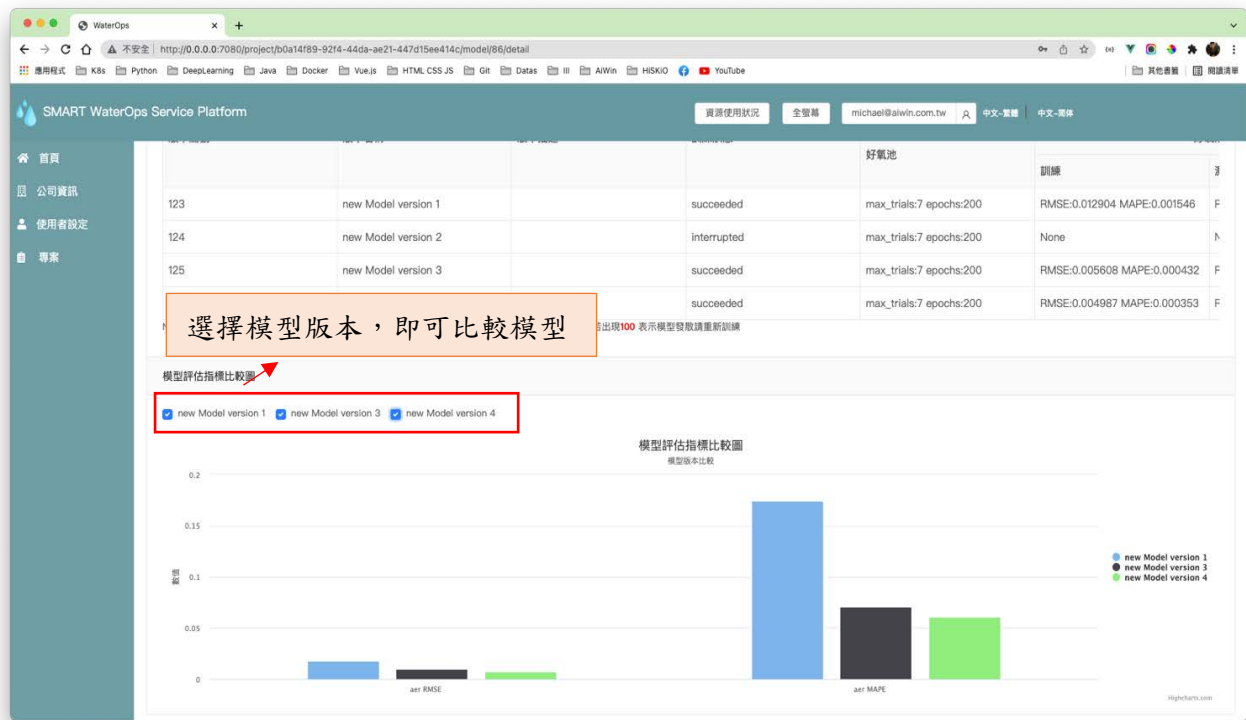 WaterOps
不安全 http://0.0.0.0:7080/project/b0a14f89-92f4-44da-ae21-447d15ee414c/model/86/detail
應用程式 K8s Python DeepLearning Java Docker Vue.js HTML CSS JS Git Datas III AiWin HiSKIO YouTube 其他書籤 閱讀清單
SMART WaterOps Service Platform 資源使用狀況 全螢幕 michael@aiwin.com.tw 中文-繁體 中文-简体
首頁
公司資訊
使用者設定
專案
好氧池
訓練
123 new Model version 1 succeeded max_trials:7 epochs:200 RMSE:0.012904 MAPE:0.001546
124 new Model version 2 interrupted max_trials:7 epochs:200 None
125 new Model version 3 succeeded max_trials:7 epochs:200 RMSE:0.005608 MAPE:0.000432
succeeded max_trials:7 epochs:200 RMSE:0.004987 MAPE:0.000353
選擇模型版本，即可比較模型
出現100 表示模型發散請重新訓練
模型評估指標比較圖
new Model version 1 new Model version 3 new Model version 4
模型評估指標比較圖
模型版本比較
數值
0.2
0.15
0.1
0.05
0
aer RMSE aer MAPE
new Model version 1
new Model version 3
new Model version 4
Highcharts.com